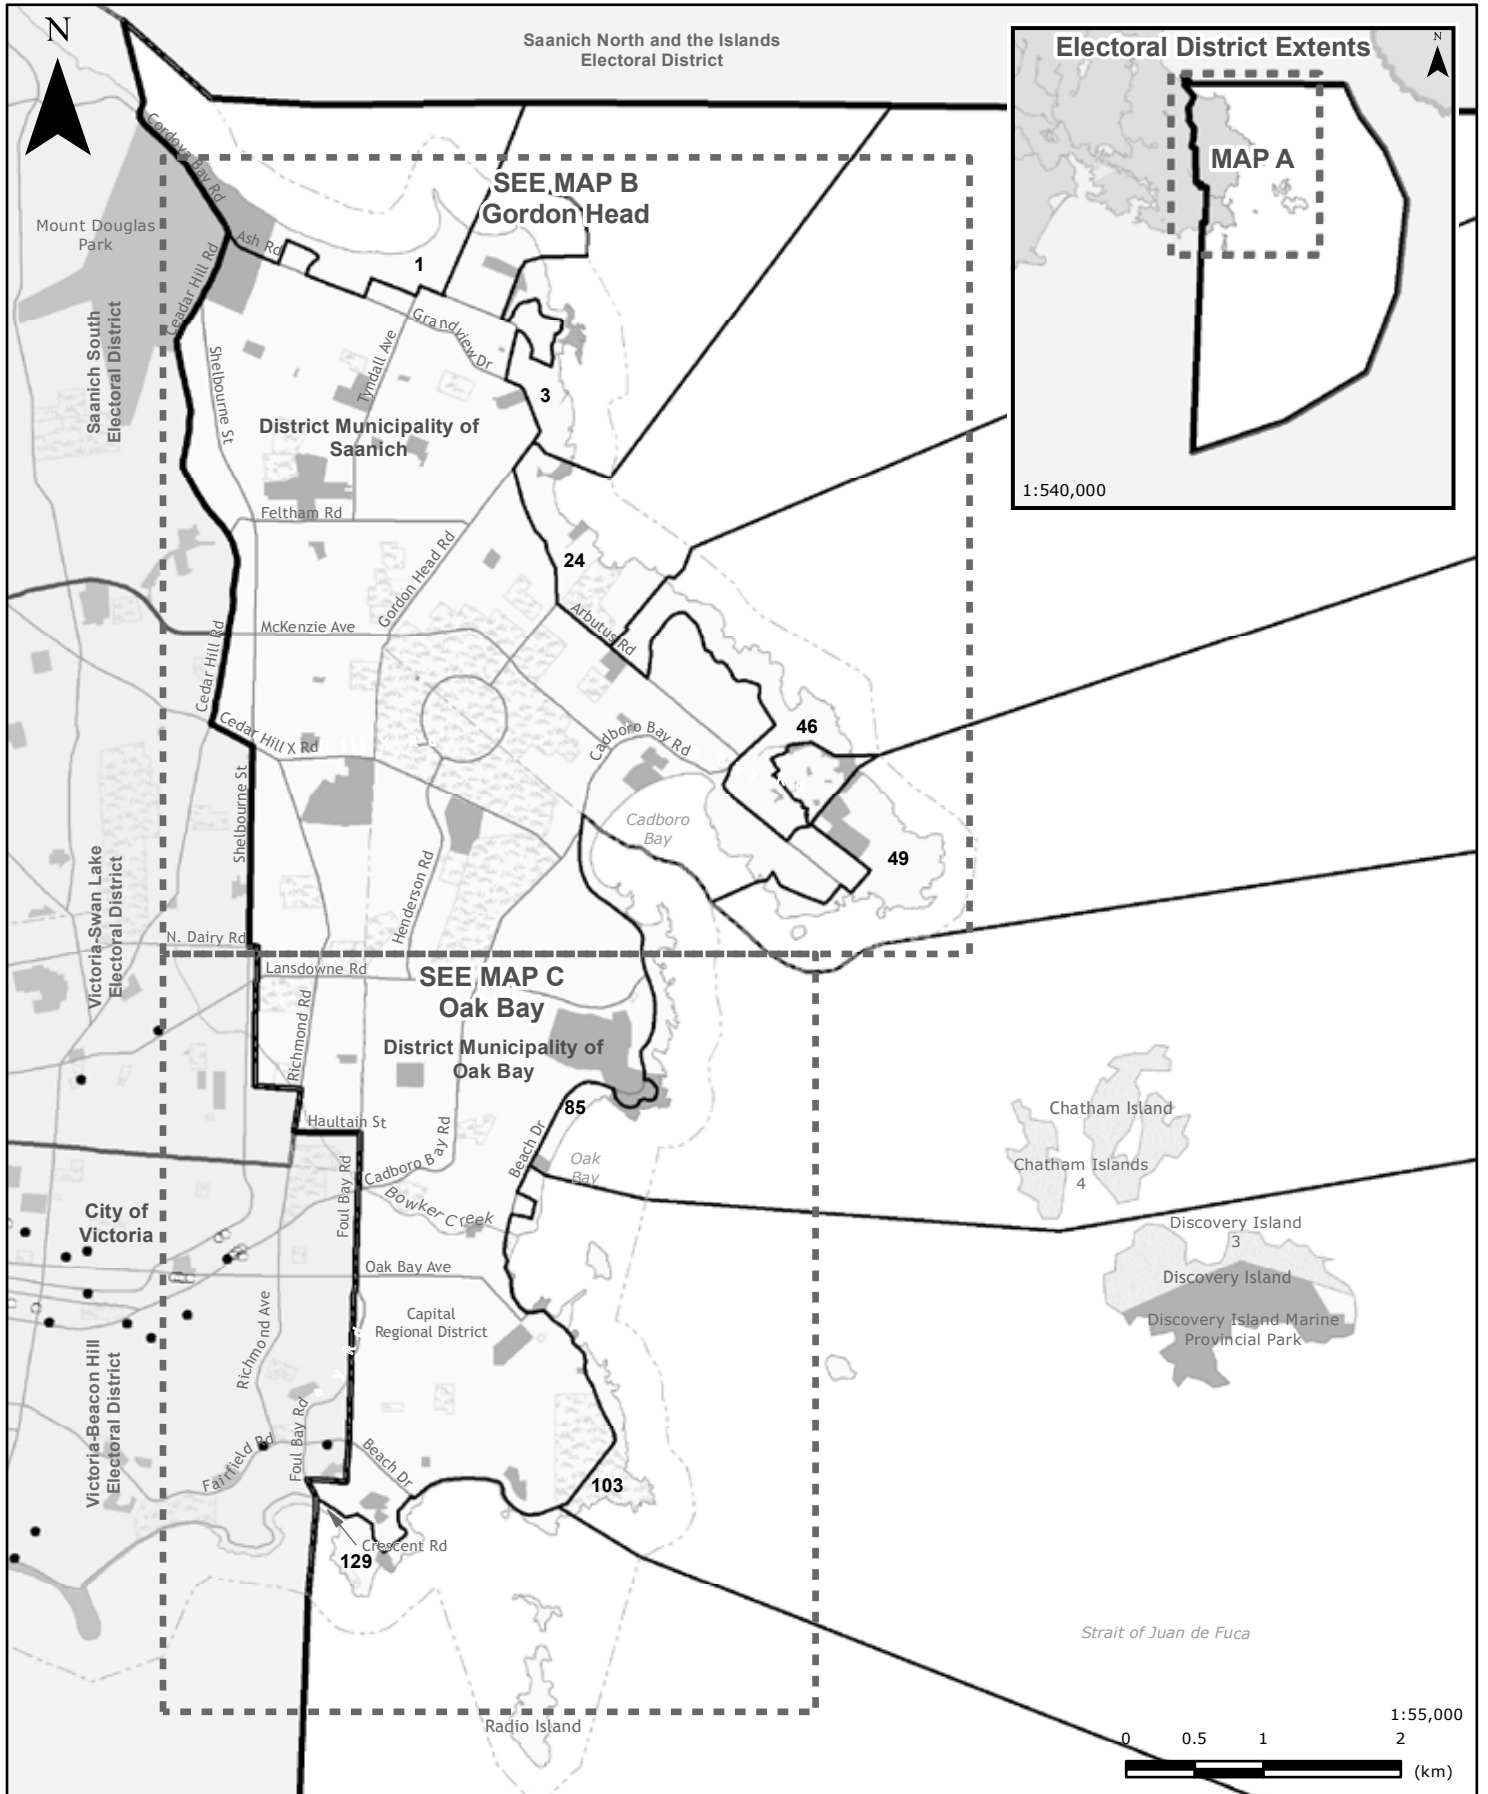 N
Saanich North and the Islands
Electoral District
Electoral District Extents
N
MAP A
1:540,000
Cordova Bay Rd
SEE MAP B
Gordon Head
Mount Douglas
Park
Ash Rd
1
Ceadar Hill Rd
Saanich South
Electoral District
Grandview Dr
Tyndall Ave
Shelbourne St
3
District Municipality of
Saanich
Feltham Rd
24
Gordon Head Rd
Arbutus Rd
McKenzie Ave
Cedar Hill Rd
Cedar Hill X Rd
46
Cadboro Bay Rd
Shelbourne St
Cadboro
Bay
49
Henderson Rd
Victoria-Swan Lake
Electoral District
N. Dairy Rd
Lansdowne Rd
SEE MAP C
Oak Bay
Richmond Rd
District Municipality of
Oak Bay
85
Chatham Island
Haultain St
Cadboro Bay Rd
Beach Dr
Oak
Bay
Chatham Islands
4
Foul Bay Rd
Bowker Creek
City of
Victoria
Discovery Island
3
Oak Bay Ave
Discovery Island
Capital
Regional District
Discovery Island Marine
Provincial Park
Richmond Ave
Victoria-Beacon Hill
Electoral District
Foul Bay Rd
Fairfield Rd
Beach Dr
103
Crescent Rd
129
Strait of Juan de Fuca
Radio Island
1:55,000
0 0.5 1 2
(km)